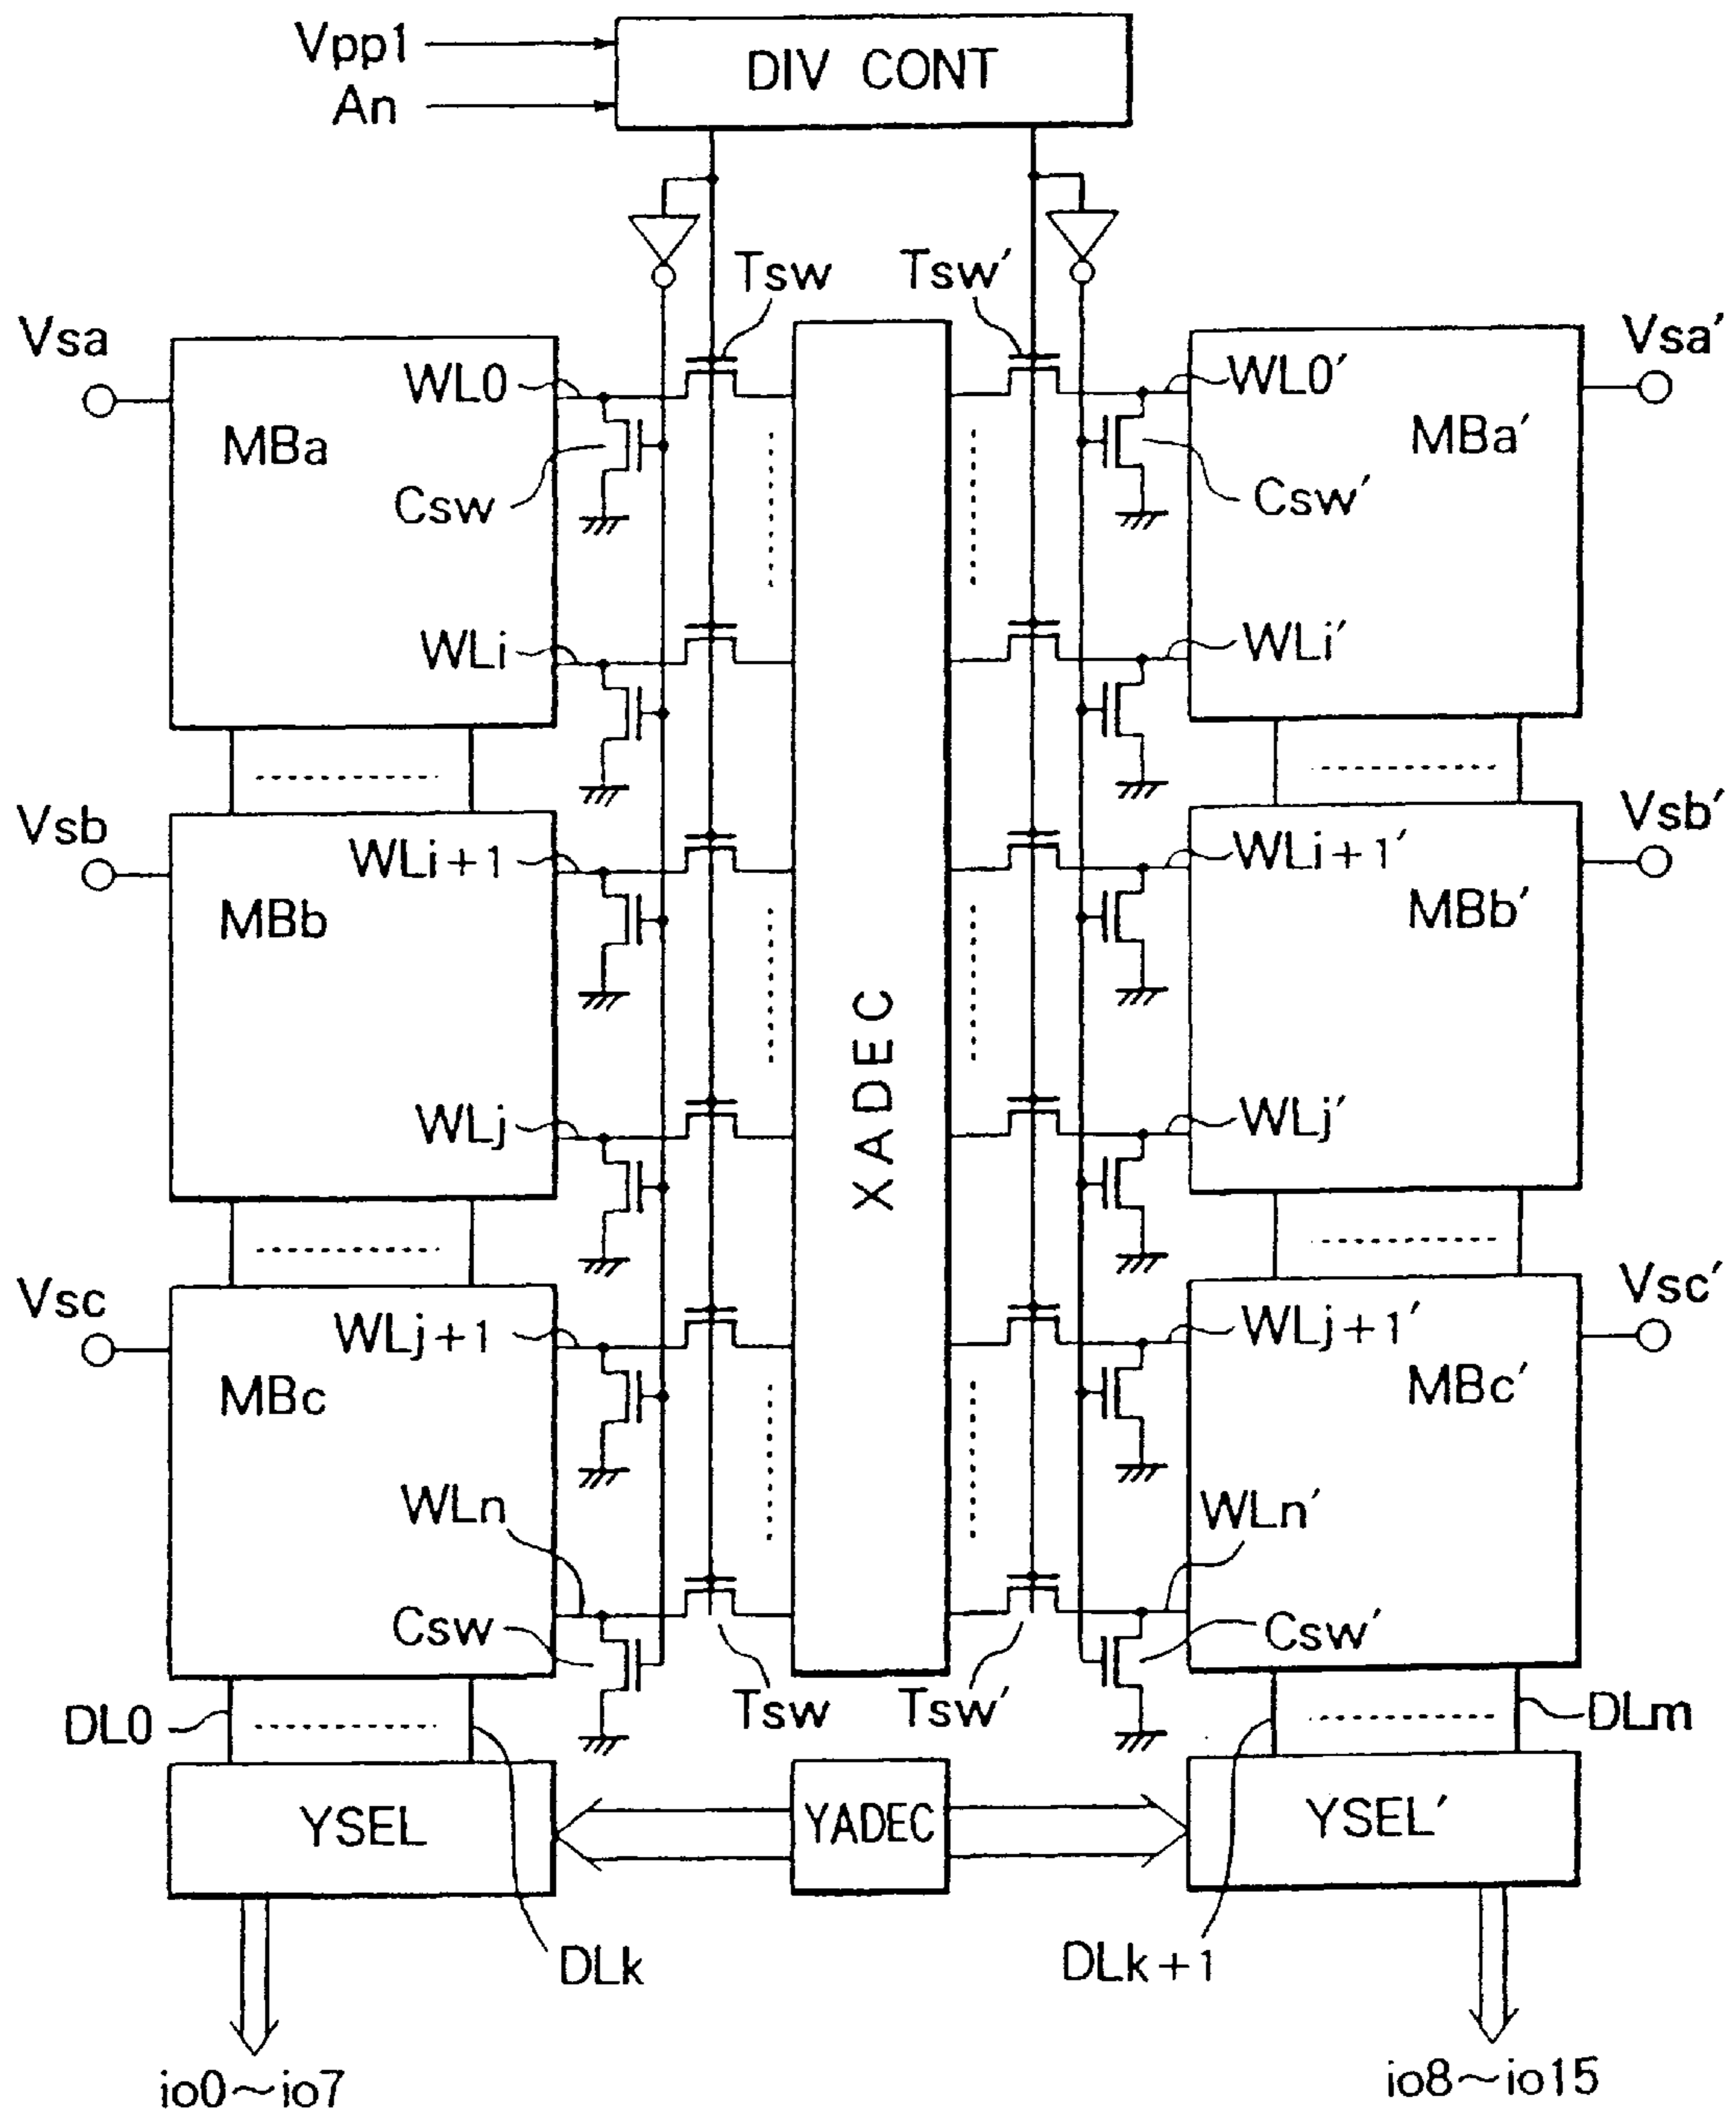 Vpp1
An
DIV CONT
Tsw
Tsw′
Vsa
Vsa′
WL0
WL0′
MBa
MBa′
Csw
Csw′
WLi
WLi′
Vsb
Vsb′
WLi+1
WLi+1′
MBb
MBb′
XADEC
WLj
WLj′
Vsc
Vsc′
WLj+1
WLj+1′
MBc
MBc′
WLn
WLn′
Csw
Csw′
DL0
Tsw
Tsw′
DLm
YSEL
YADEC
YSEL′
DLk
DLk+1
io0~io7
io8~io15